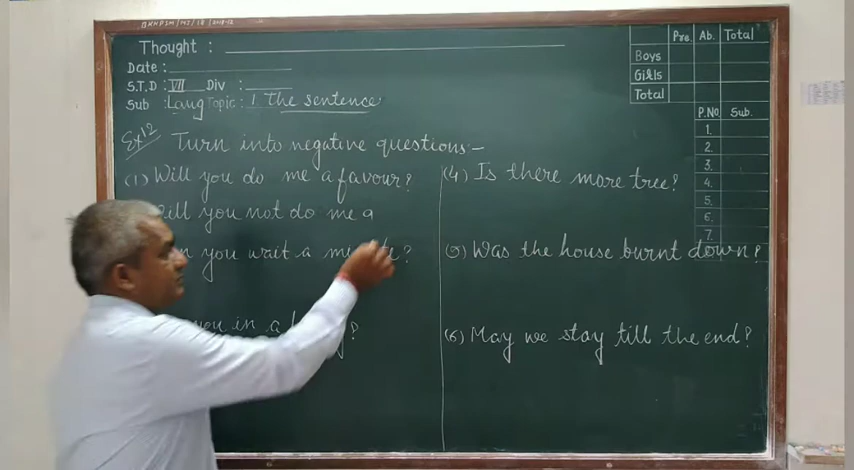 Thought :
Pre. Ab. Total
Boys
Girls
Total
Date :
S.T.D : VII Div :
Sub : Lang Topic : 1. The sentence
P.No. Sub.
1.
2.
3.
4.
5.
6.
7.
Ex 12 Turn into negative questions -
(1) Will you do me a favour?
you not do me a
you wait a ?
you in a ?
(4) Is there more tree?
(5) Was the house burnt down?
(6) May we stay till the end?